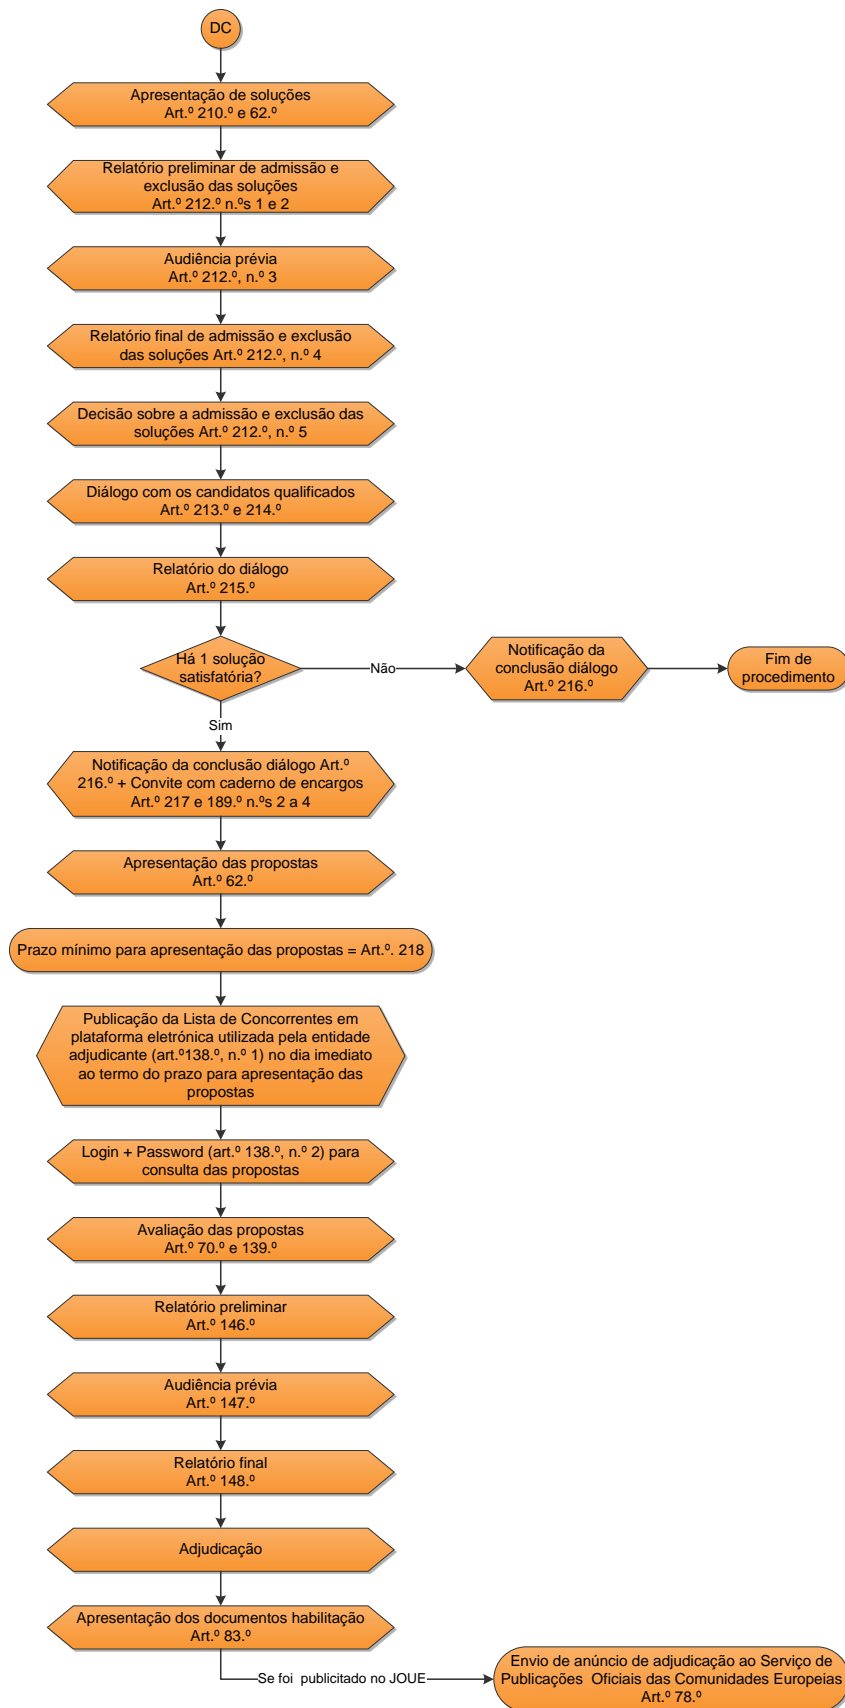 DC
Apresentação de soluções
Art.º 210.º e 62.º
Relatório preliminar de admissão e
exclusão das soluções
Art.º 212.º n.ºs 1 e 2
Audiência prévia
Art.º 212.º, n.º 3
Relatório final de admissão e exclusão
das soluções Art.º 212.º, n.º 4
Decisão sobre a admissão e exclusão das
soluções Art.º 212.º, n.º 5
Diálogo com os candidatos qualificados
Art.º 213.º e 214.º
Relatório do diálogo
Art.º 215.º
Há 1 solução
satisfatória?
Não
Notificação da
conclusão diálogo
Art.º 216.º
Fim de
procedimento
Sim
Notificação da conclusão diálogo Art.º
216.º + Convite com caderno de encargos
Art.º 217 e 189.º n.ºs 2 a 4
Apresentação das propostas
Art.º 62.º
Prazo mínimo para apresentação das propostas = Art.º. 218
Publicação da Lista de Concorrentes em
plataforma eletrónica utilizada pela entidade
adjudicante (art.º138.º, n.º 1) no dia imediato
ao termo do prazo para apresentação das
propostas
Login + Password (art.º 138.º, n.º 2) para
consulta das propostas
Avaliação das propostas
Art.º 70.º e 139.º
Relatório preliminar
Art.º 146.º
Audiência prévia
Art.º 147.º
Relatório final
Art.º 148.º
Adjudicação
Apresentação dos documentos habilitação
Art.º 83.º
Se foi publicitado no JOUE
Envio de anúncio de adjudicação ao Serviço de
Publicações Oficiais das Comunidades Europeias
Art.º 78.º